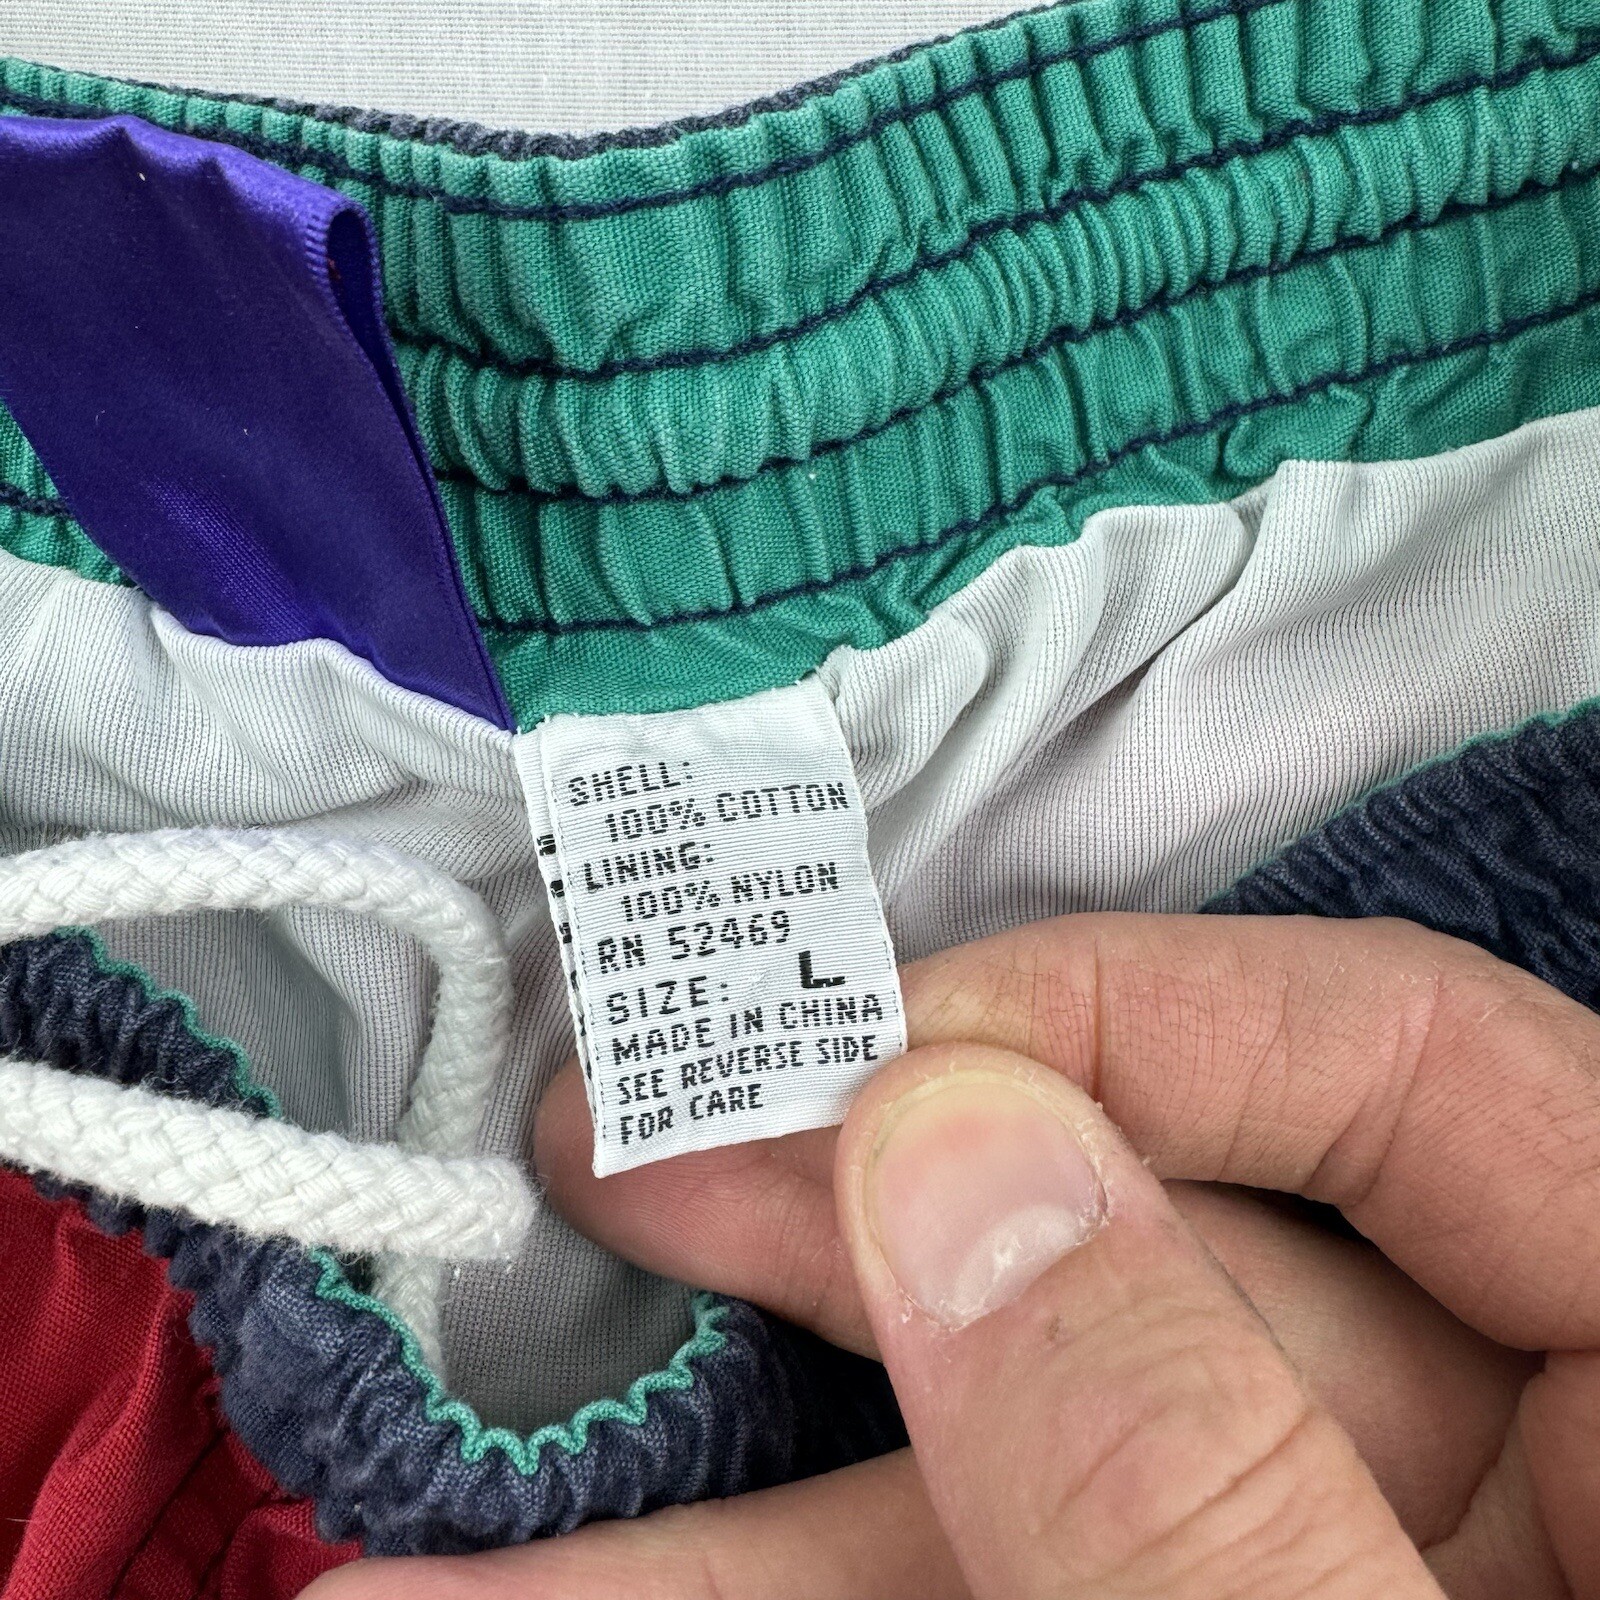 SHELL:
100% COTTON
LINING:
100% NYLON
RN 52469
SIZE: L
MADE IN CHINA
SEE REVERSE SIDE
FOR CARE